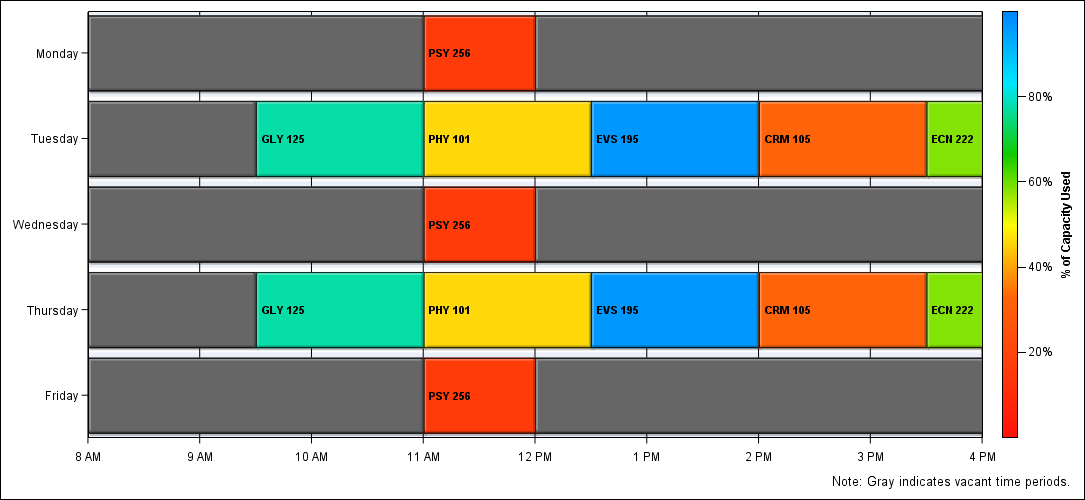 Monday
PSY 256
Tuesday
GLY 125
PHY 101
EVS 195
CRM 105
ECN 222
Wednesday
PSY 256
Thursday
GLY 125
PHY 101
EVS 195
CRM 105
ECN 222
Friday
PSY 256
8 AM
9 AM
10 AM
11 AM
12 PM
1 PM
2 PM
3 PM
4 PM
80%
60%
40%
20%
% of Capacity Used
Note: Gray indicates vacant time periods.